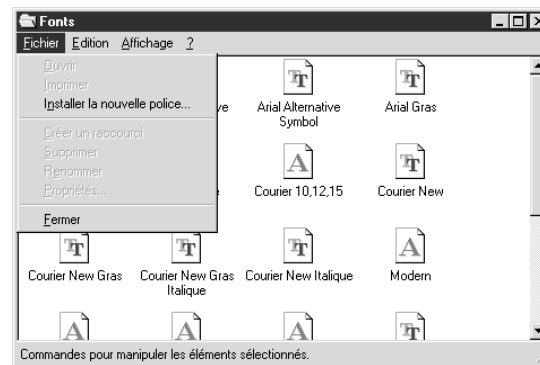 Fonts
Fichier Edition Affichage ?
Ouvrir
Imprimer
Installer la nouvelle police...
Créer un raccourci
Supprimer
Renommer
Propriétés...
Fermer
ve
Arial Alternative
Symbol
Arial Gras
Courier 10,12,15
Courier New
Courier New Gras
Courier New Gras
Italique
Courier New Italique
Modern
Commandes pour manipuler les éléments sélectionnés.